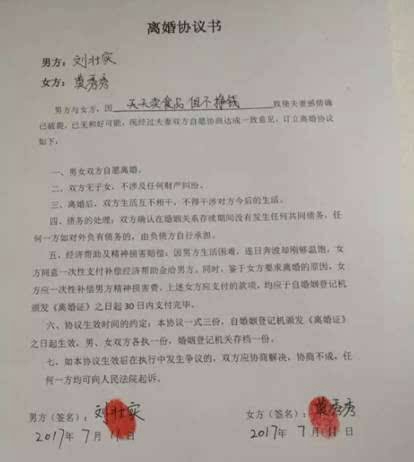 离婚协议书
男方：刘壮实
女方：黄秀秀
男方与女方，因 天天卖食品但不挣钱 致使夫妻感情确
已破裂，已无和好可能，现经过夫妻双方自愿协商达成一致意见，订立离婚协议
如下：
一、男女双方自愿离婚。
二、双方无子女，不涉及任何财产纠纷。
三、离婚后，双方生活互不相干，不得干涉对方今后的生活。
四、债务的处理：双方确认在婚姻关系存续期间没有发生任何共同债务，任
何一方如对外负有债务的，由负债方自行承担。
五、经济帮助及精神损害赔偿：因男方生活困难，连日奔波却刚够温饱，女
方同意一次性支付补偿经济帮助金给男方。同时，鉴于女方要求离婚的原因，女
方应一次性补偿男方精神损害费。上述女方应支付的款项，均应于自婚姻登记机
颁发《离婚证》之日起 30 日内支付完毕。
六、协议生效时间的约定：本协议一式三份，自婚姻登记机颁发《离婚证》
之日起生效，男、女双方各执一份，婚姻登记机关存档一份。
七、如本协议生效后在执行中发生争议的，双方应协商解决，协商不成，任
何一方均可向人民法院起诉。
男方（签名）：刘壮实 女方（签名）：黄秀秀
2017年 7月 11日 2017年 7月 11日